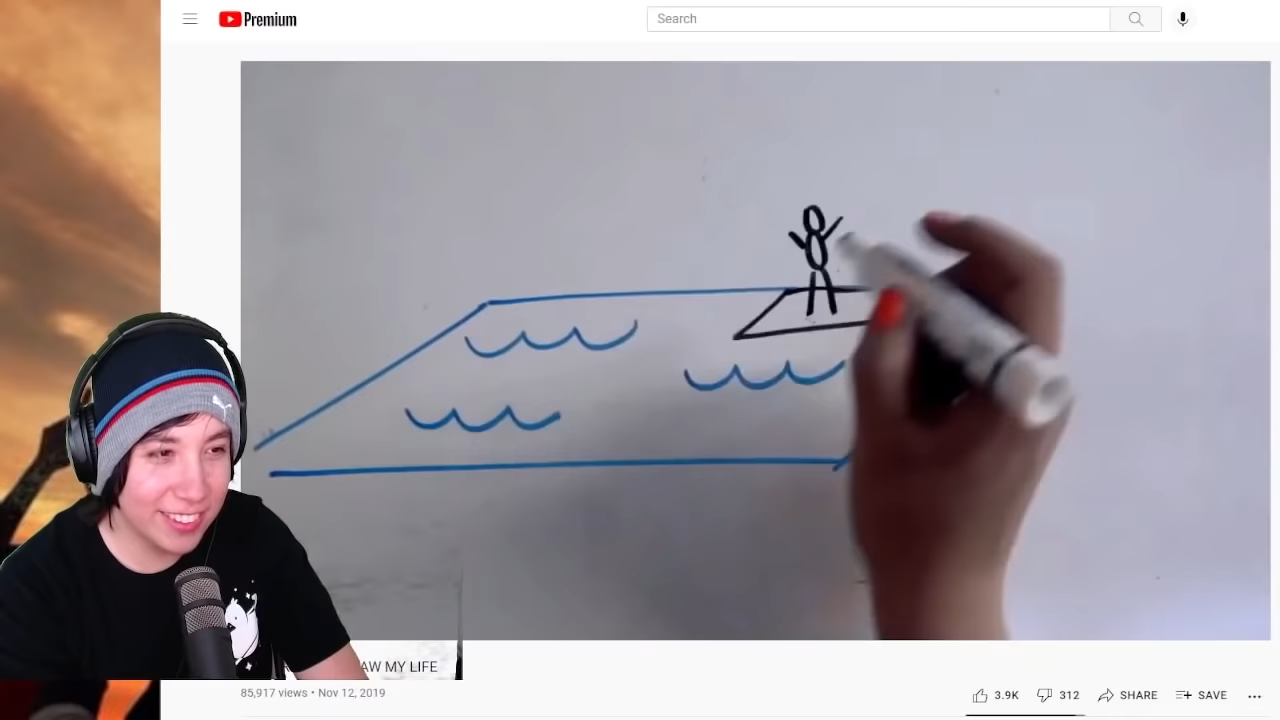 Premium
Search
AW MY LIFE
85,917 views • Nov 12, 2019
3.9K
312
SHARE
SAVE